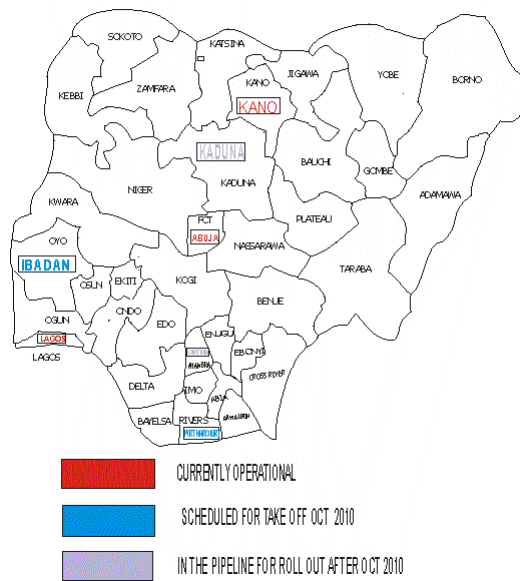 SOKOTO
KATSINA
KEBBI
ZAMFARA
KANO
JIGAWA
YOBE
BORNO
KANO
KADUNA
KADUNA
BAUCHI
GOMBE
ADAMAWA
NIGER
KWARA
FCT
ABUJA
PLATEAU
NASSARAWA
TARABA
OYO
IBADAN
OSUN
EKITI
KOGI
BENUE
OGUN
ONDO
EDO
LAGOS
LAGOS
ENUGU
EBONYI
ANAMBRA
CROSS RIVER
DELTA
IMO
ABIA
BAYELSA
RIVERS
PORT HARCOURT
CURRENTLY OPERATIONAL
SCHEDULED FOR TAKE OFF OCT 2010
IN THE PIPELINE FOR ROLL OUT AFTER OCT 2010